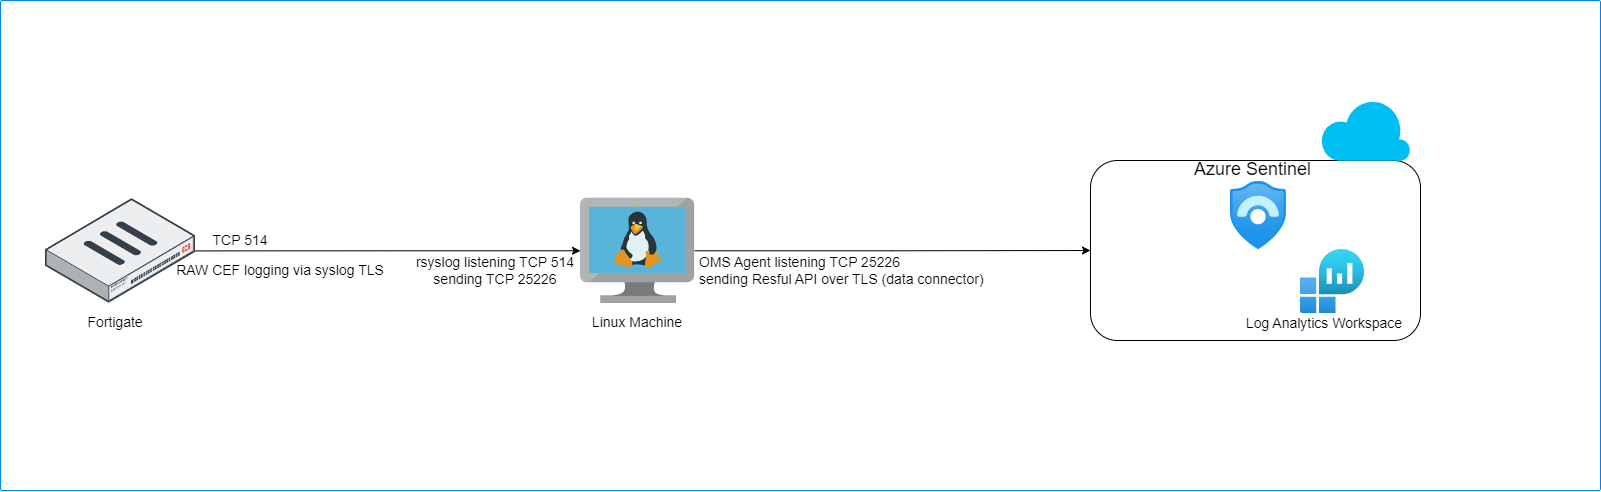 Azure Sentinel
TCP 514
RAW CEF logging via syslog TLS
rsyslog listening TCP 514
sending TCP 25226
OMS Agent listening TCP 25226
sending Resful API over TLS (data connector)
Fortigate
Linux Machine
Log Analytics Workspace